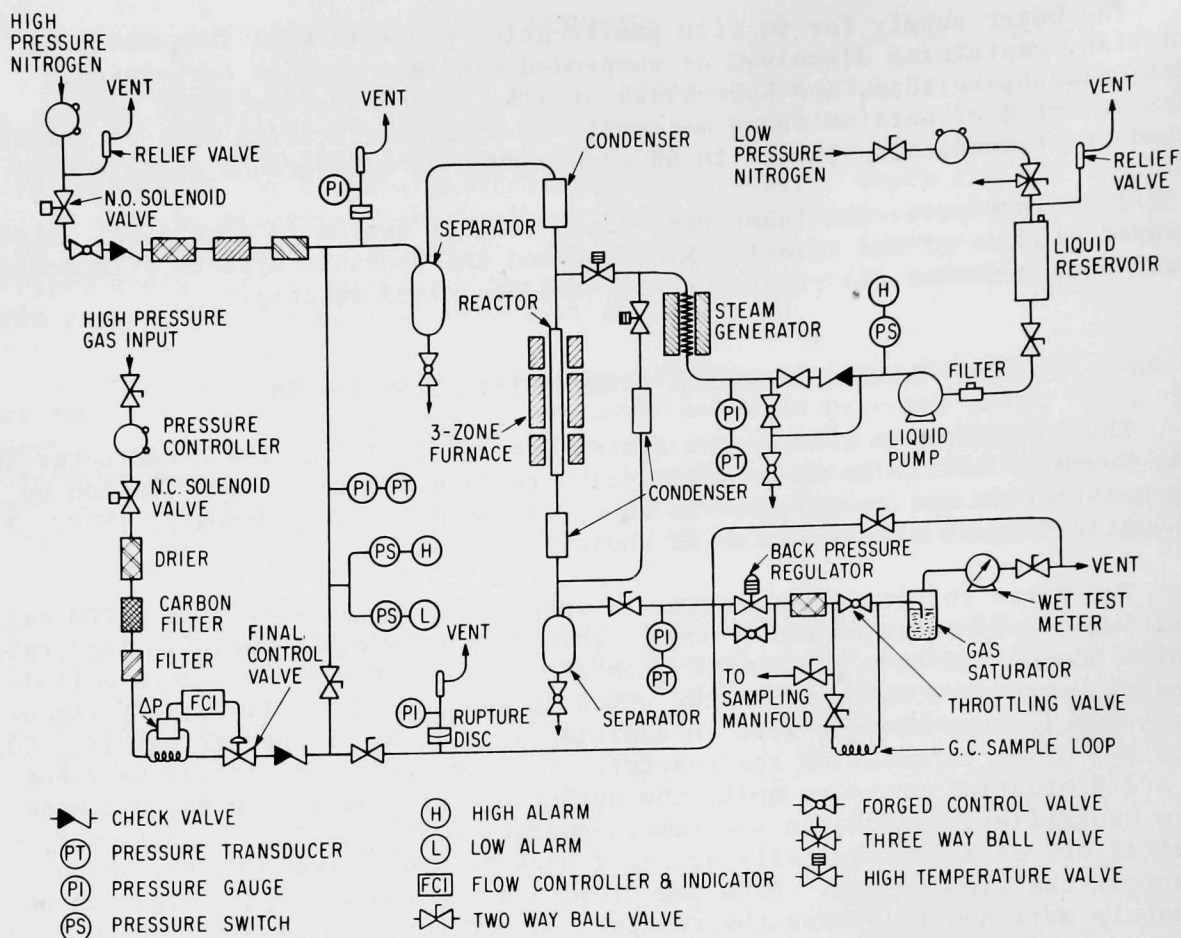 HIGH
PRESSURE
NITROGEN
VENT
RELIEF VALVE
N.O. SOLENOID
VALVE
VENT
PI
CONDENSER
SEPARATOR
LOW
PRESSURE
NITROGEN
VENT
RELIEF
VALVE
LIQUID
RESERVOIR
REACTOR
STEAM
GENERATOR
H
PS
FILTER
LIQUID
PUMP
PI
PT
HIGH PRESSURE
GAS INPUT
PRESSURE
CONTROLLER
N.C. SOLENOID
VALVE
3-ZONE
FURNACE
CONDENSER
PI
PT
PS
H
PS
L
DRIER
CARBON
FILTER
FILTER
ΔP
FCI
FINAL
CONTROL
VALVE
VENT
PI
RUPTURE
DISC
SEPARATOR
PI
PT
BACK PRESSURE
REGULATOR
VENT
WET TEST
METER
GAS
SATURATOR
THROTTLING VALVE
TO
SAMPLING
MANIFOLD
G.C. SAMPLE LOOP
CHECK VALVE
PT PRESSURE TRANSDUCER
PI PRESSURE GAUGE
PS PRESSURE SWITCH
H HIGH ALARM
L LOW ALARM
FCI FLOW CONTROLLER & INDICATOR
TWO WAY BALL VALVE
FORGED CONTROL VALVE
THREE WAY BALL VALVE
HIGH TEMPERATURE VALVE